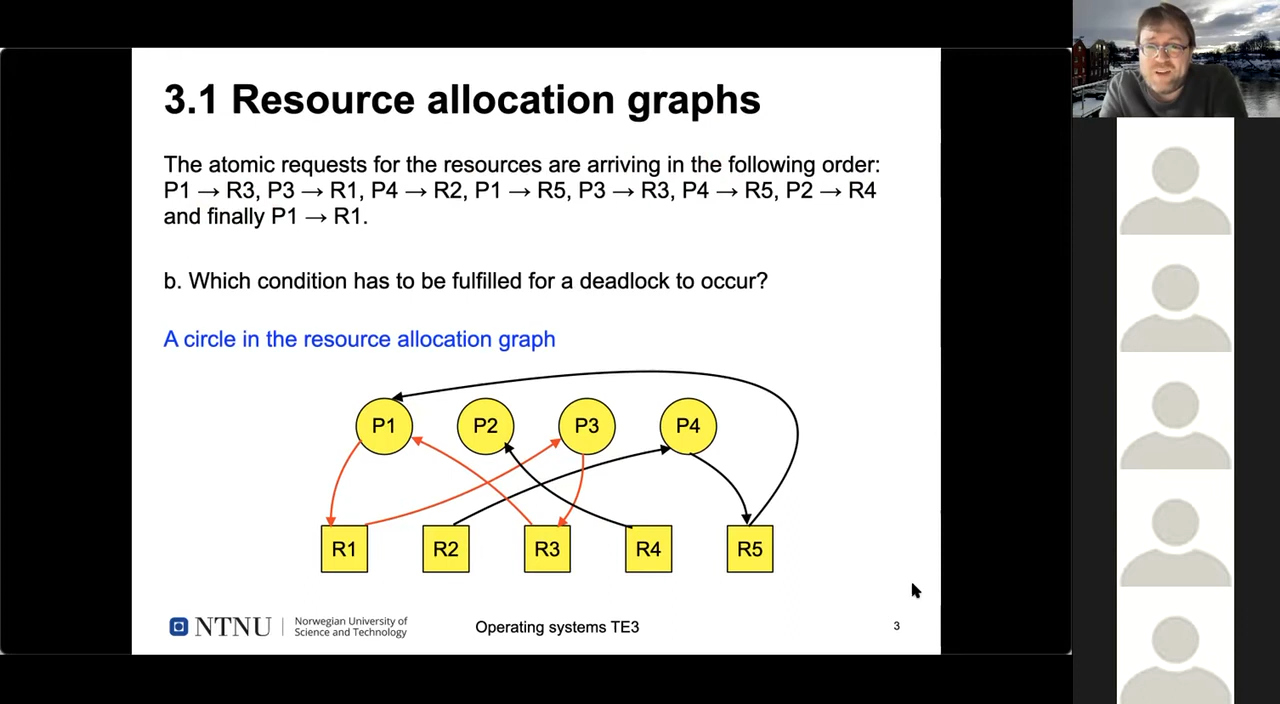 3.1 Resource allocation graphs
The atomic requests for the resources are arriving in the following order:
P1 → R3, P3 → R1, P4 → R2, P1 → R5, P3 → R3, P4 → R5, P2 → R4
and finally P1 → R1.
b. Which condition has to be fulfilled for a deadlock to occur?
A circle in the resource allocation graph
P1 P2 P3 P4
R1 R2 R3 R4 R5
NTNU
Norwegian University of
Science and Technology
Operating systems TE3
3